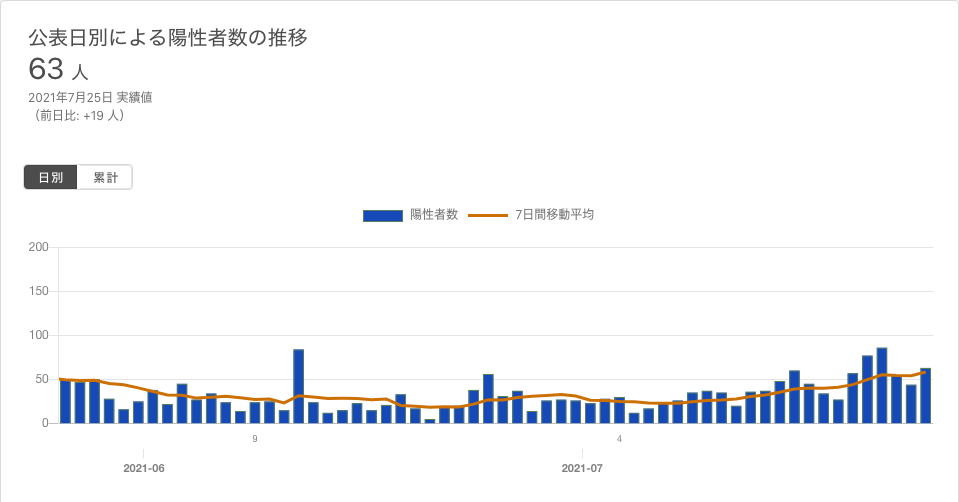 公表日別による陽性者数の推移
63 人
2021年7月25日 実績値
（前日比: +19 人）
日別 累計
陽性者数 7日間移動平均
200
150
100
50
0
9 4
2021-06 2021-07